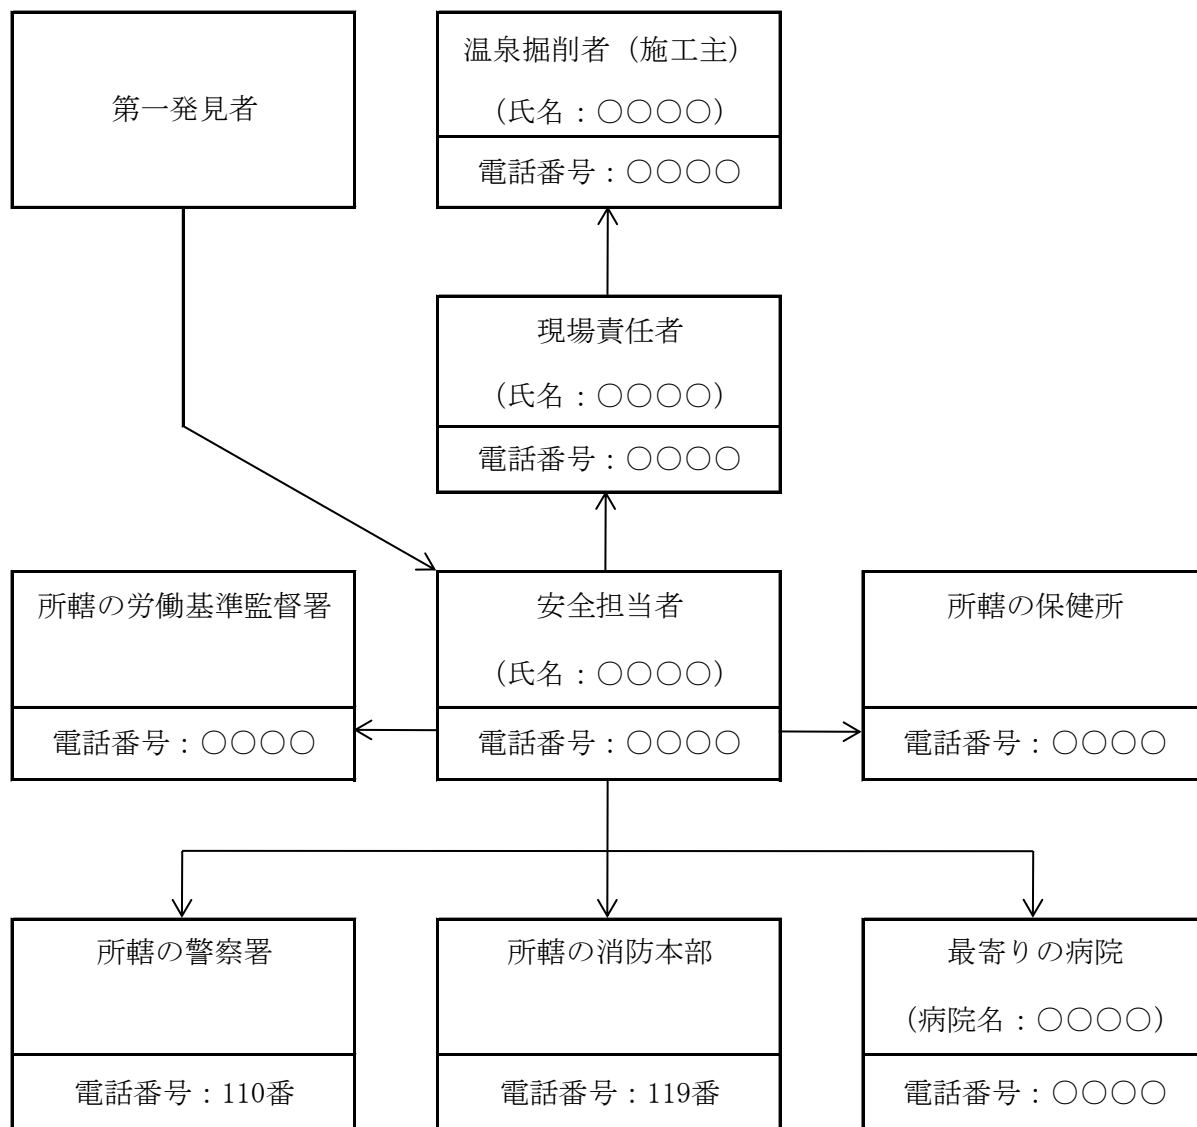 第一発見者
温泉掘削者（施工主）
（氏名：○○○○）
電話番号：○○○○
現場責任者
（氏名：○○○○）
電話番号：○○○○
所轄の労働基準監督署
電話番号：○○○○
安全担当者
（氏名：○○○○）
電話番号：○○○○
所轄の保健所
電話番号：○○○○
所轄の警察署
電話番号：110番
所轄の消防本部
電話番号：119番
最寄りの病院
（病院名：○○○○）
電話番号：○○○○